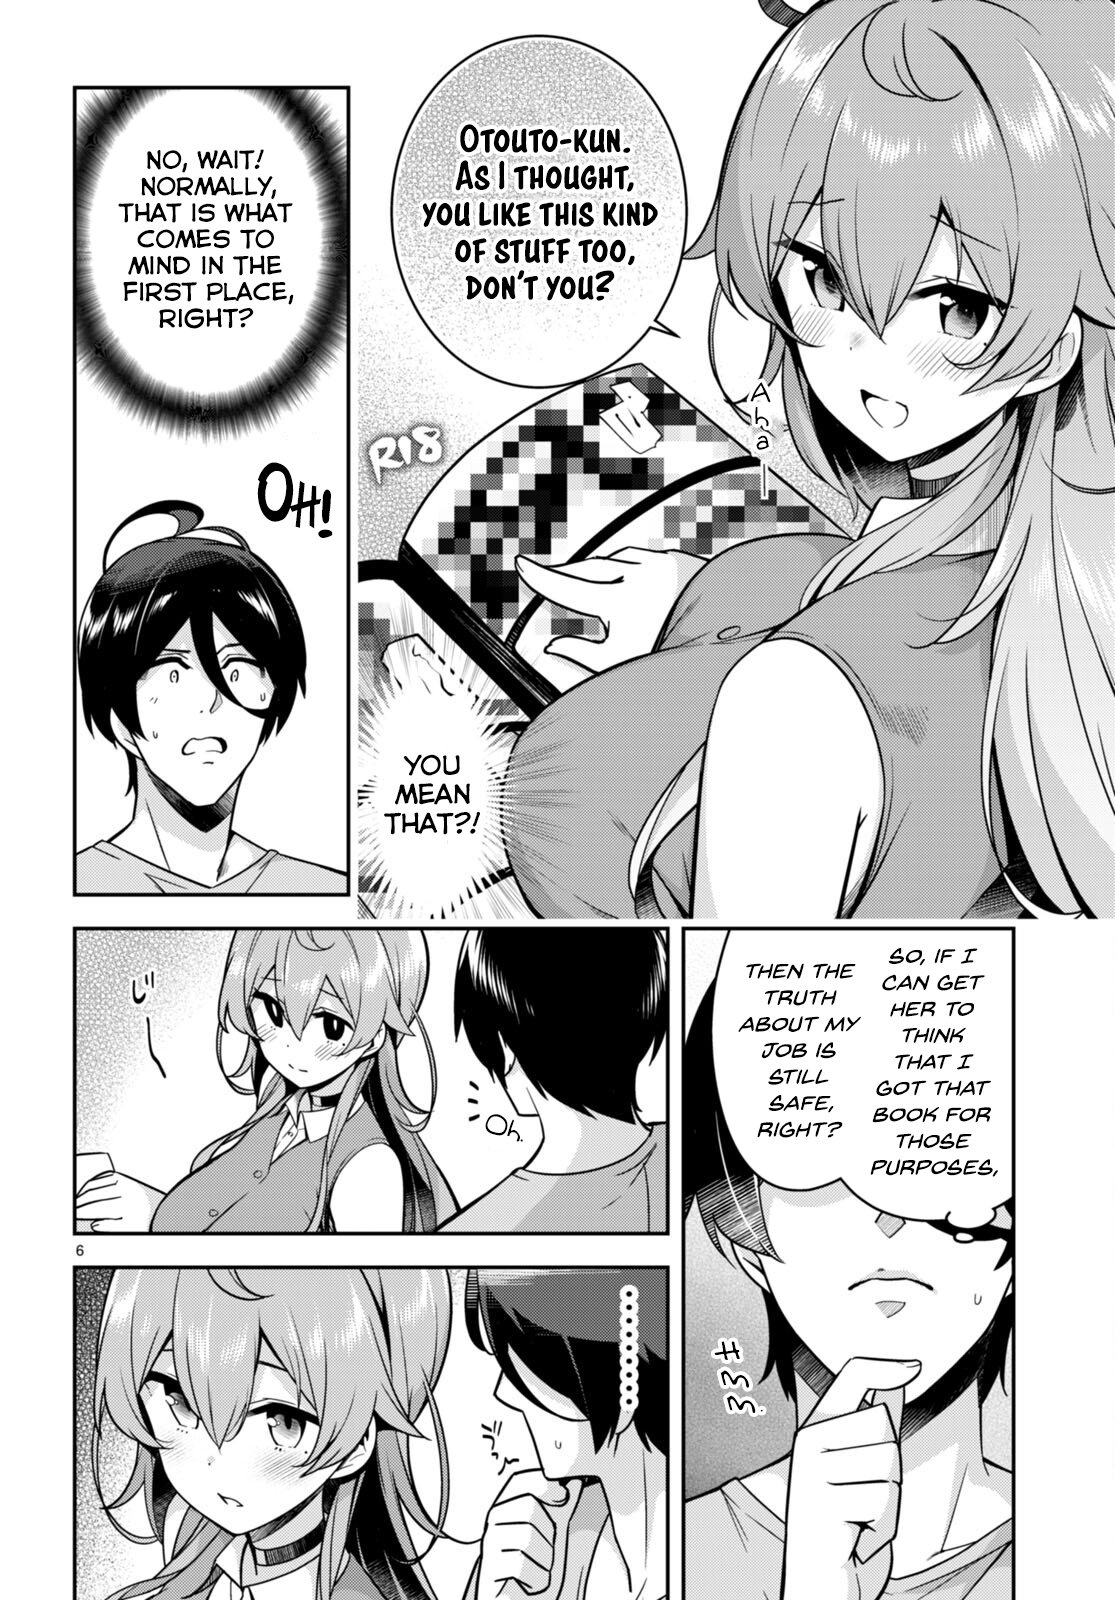 OTOUTO-KUN.
AS I THOUGHT,
YOU LIKE THIS KIND
OF STUFF TOO,
DON'T YOU?
Aha
R18
YOU
MEAN
THAT?!
NO, WAIT!
NORMALLY,
THAT IS WHAT
COMES TO
MIND IN THE
FIRST PLACE,
RIGHT?
OH!
SO, IF I
CAN GET
HER TO
THINK
THAT I
GOT THAT
BOOK FOR
THOSE
PURPOSES,
THEN THE
TRUTH
ABOUT MY
JOB IS
STILL
SAFE,
RIGHT?
じー
Oh.
6